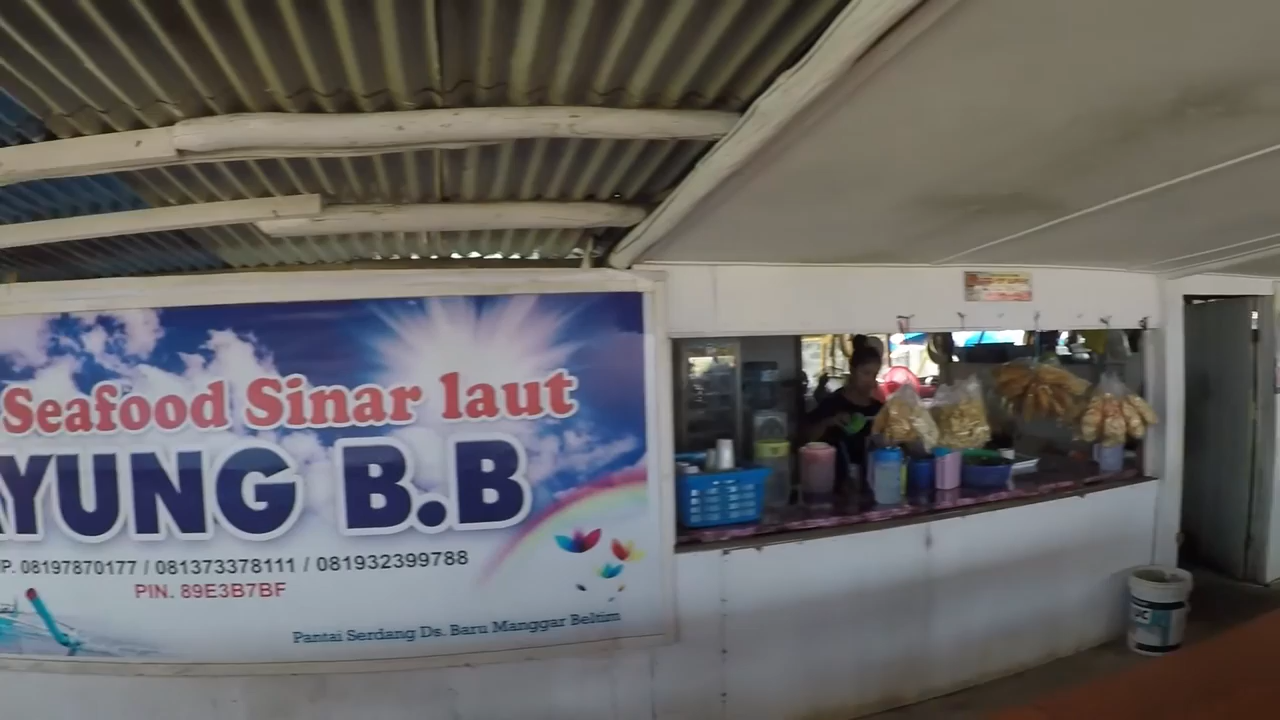 Seafood Sinar laut
YUNG B.B
P. 08197870177 / 081373378111 / 081932399788
PIN. 89E3B7BF
Pantai Serdang Ds. Baru Manggar Beltim